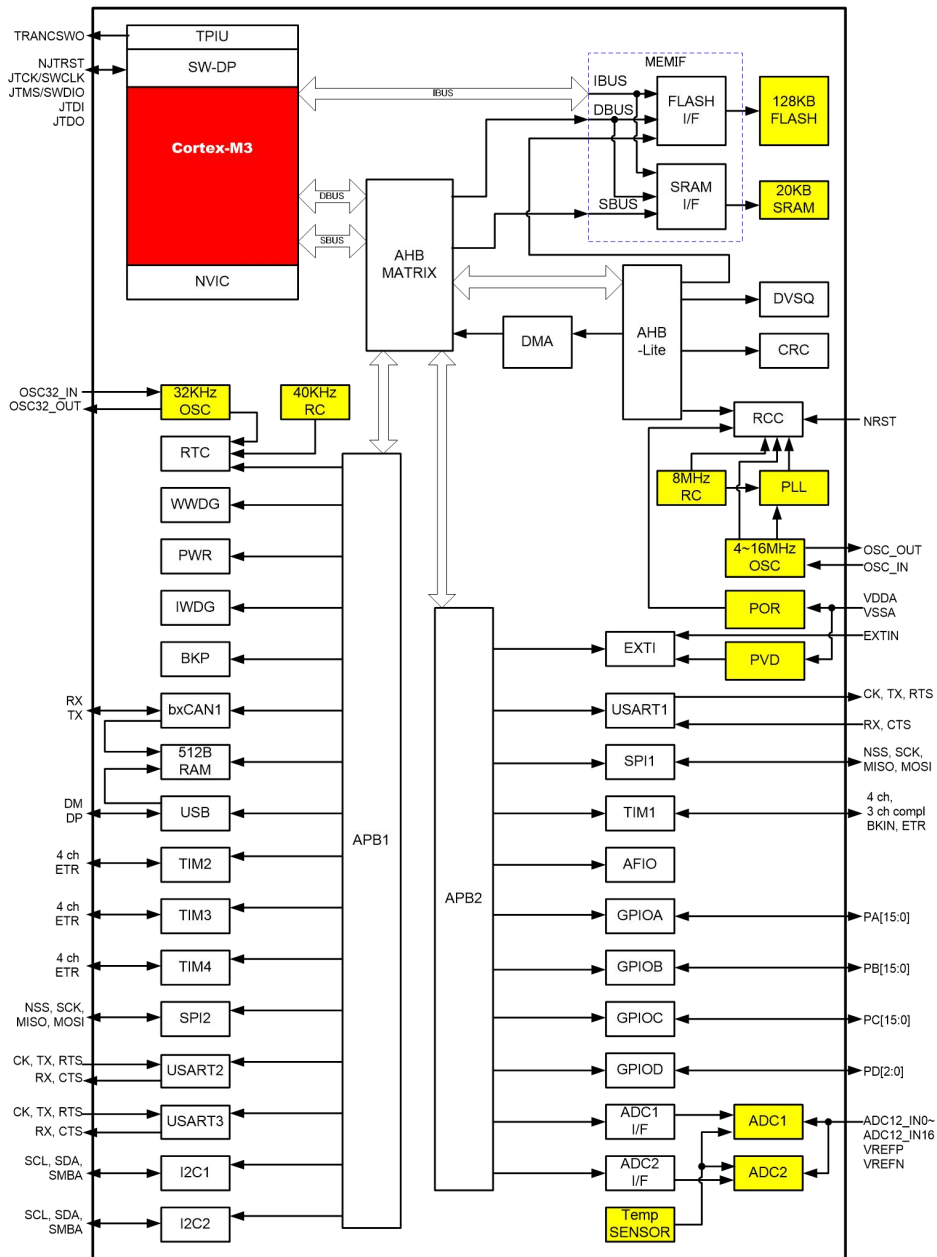 TRANCSWO
TPIU
NJTRST
JTCK/SWCLK
JTMS/SWDIO
JTDI
JTDO
SW-DP
Cortex-M3
NVIC
IBUS
DBUS
SBUS
AHB
MATRIX
MEMIF
IBUS
DBUS
SBUS
FLASH
I/F
128KB
FLASH
SRAM
I/F
20KB
SRAM
AHB
-Lite
DMA
DVSQ
CRC
OSC32_IN
OSC32_OUT
32KHz
OSC
40KHz
RC
RTC
WWDG
PWR
IWDG
BKP
RX
TX
bxCAN1
512B
RAM
DM
DP
USB
4 ch
ETR
TIM2
4 ch
ETR
TIM3
4 ch
ETR
TIM4
NSS, SCK,
MISO, MOSI
SPI2
CK, TX, RTS
RX, CTS
USART2
CK, TX, RTS
RX, CTS
USART3
SCL, SDA,
SMBA
I2C1
SCL, SDA,
SMBA
I2C2
APB1
APB2
RCC
NRST
8MHz
RC
PLL
4~16MHz
OSC
OSC_OUT
OSC_IN
POR
VDDA
VSSA
EXTI
EXTIN
PVD
USART1
CK, TX, RTS
RX, CTS
SPI1
NSS, SCK,
MISO, MOSI
TIM1
4 ch,
3 ch compl
BKIN, ETR
AFIO
GPIOA
PA[15:0]
GPIOB
PB[15:0]
GPIOC
PC[15:0]
GPIOD
PD[2:0]
ADC1
I/F
ADC1
ADC12_IN0~
ADC12_IN16
VREFP
VREFN
ADC2
I/F
ADC2
Temp
SENSOR